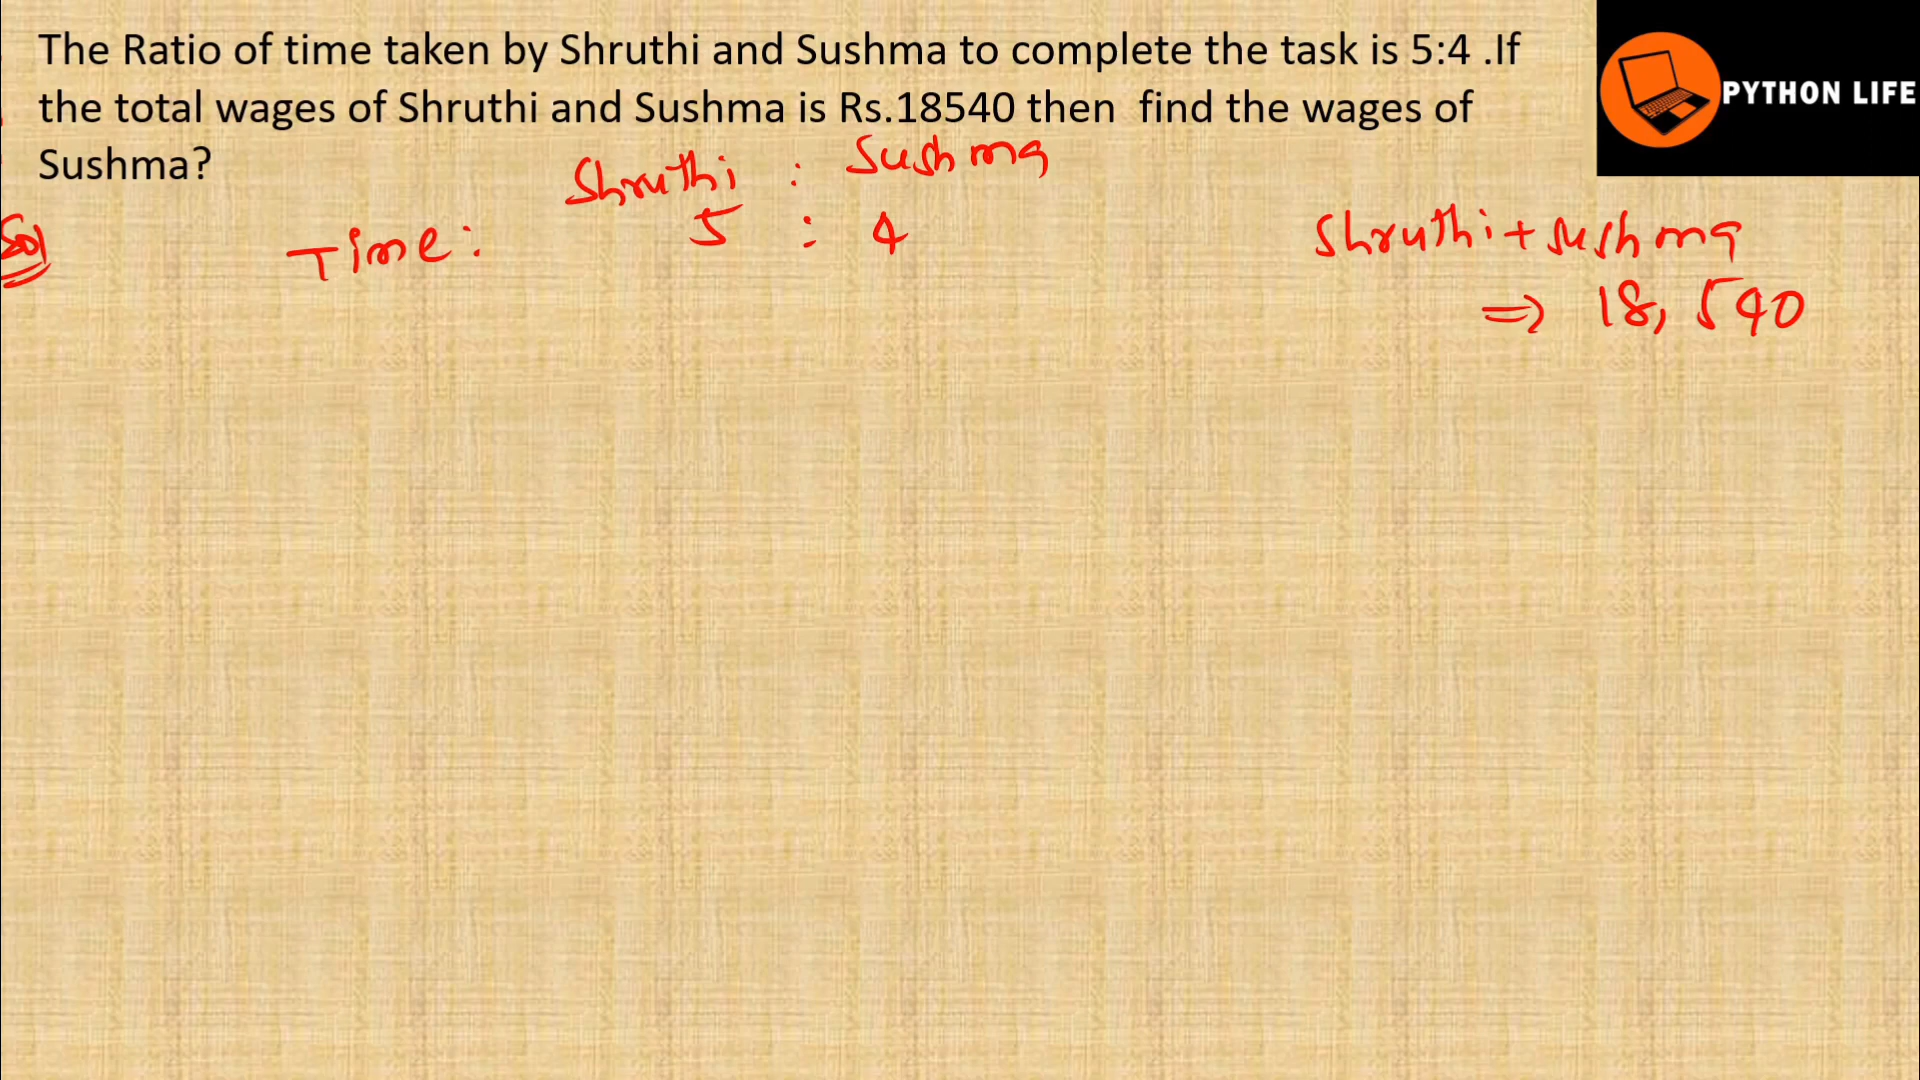 The Ratio of time taken by Shruthi and Sushma to complete the task is 5:4 .If
the total wages of Shruthi and Sushma is Rs.18540 then find the wages of
Sushma?
PYTHON LIFE
Shruthi : Sushma
Sol
Time: 5 : 4
Shruthi + Sushma
⇒ 18,540